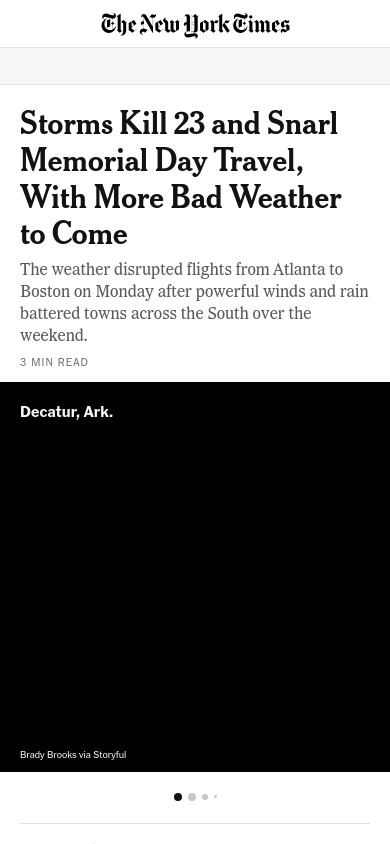 The New York Times
Storms Kill 23 and Snarl
Memorial Day Travel,
With More Bad Weather
to Come
The weather disrupted flights from Atlanta to
Boston on Monday after powerful winds and rain
battered towns across the South over the
weekend.
3 MIN READ
Decatur, Ark.
Brady Brooks via Storyful